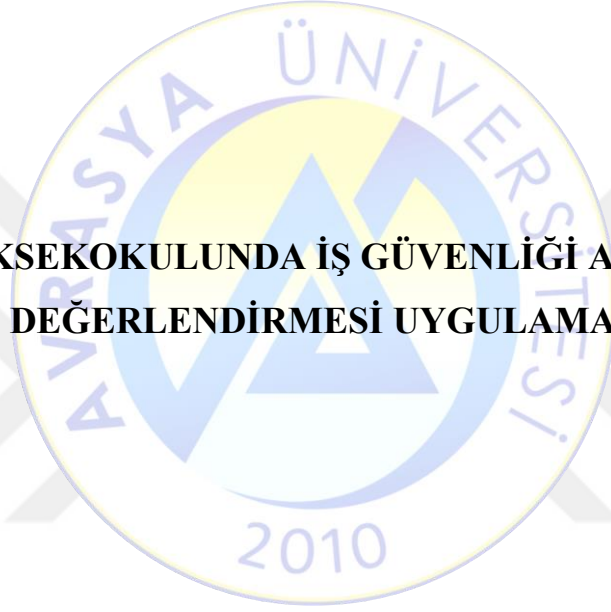 AVRASYA ÜNİVERSİTESİ
KSEKOKULUNDA İŞ GÜVENLİĞİ A
DEĞERLENDİRMESİ UYGULAMA
2010